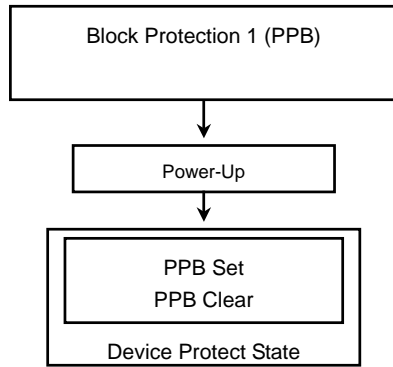 Block Protection 1 (PPB)
Power-Up
PPB Set
PPB Clear
Device Protect State